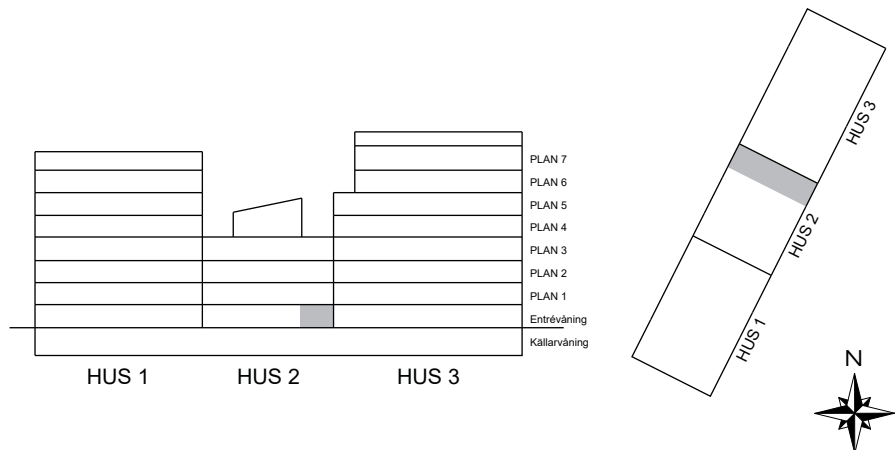 PLAN 7
PLAN 6
PLAN 5
PLAN 4
PLAN 3
PLAN 2
PLAN 1
Entrévåning
Källarvåning
HUS 1
HUS 2
HUS 3
HUS 3
HUS 2
HUS 1
N